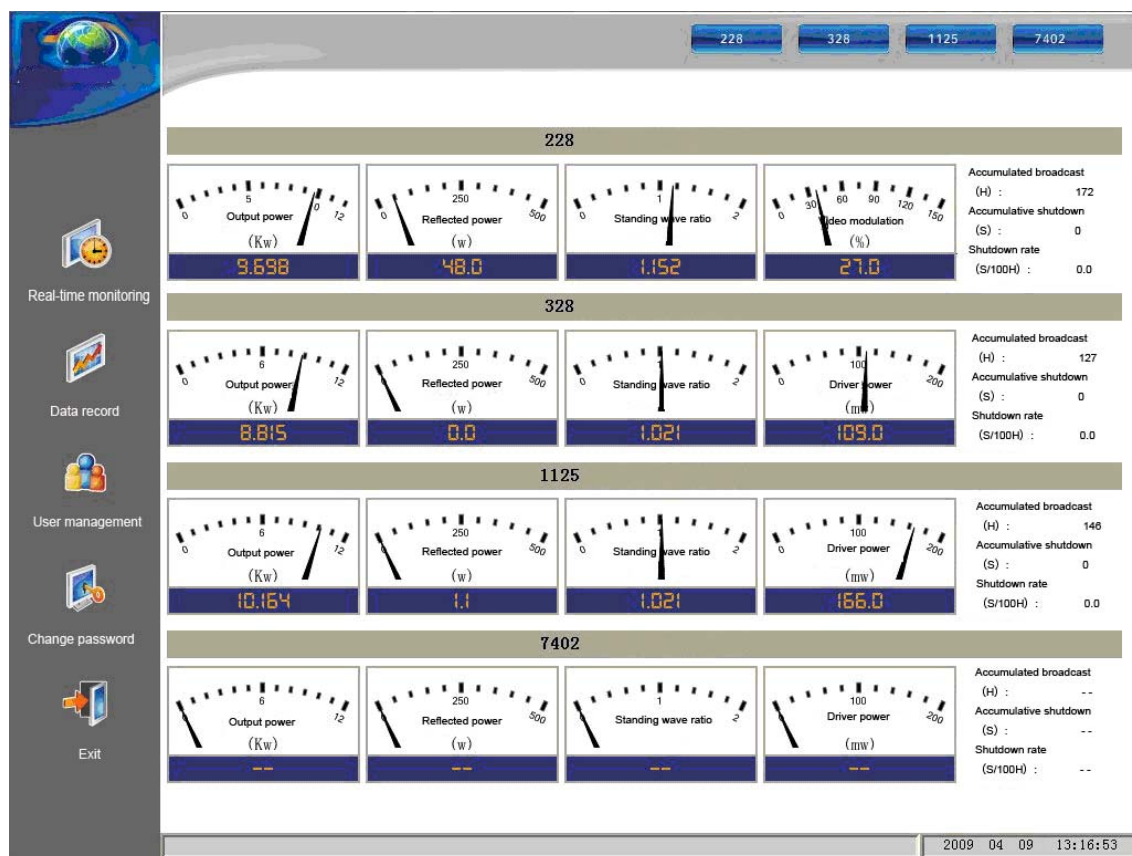 228 328 1125 7402
Real-time monitoring
Data record
User management
Change password
Exit
228
0 5 0 12
Output power
(Kw)
9.698
0 250 500
Reflected power
(w)
48.0
0 1 2
Standing wave ratio
1.152
0 30 60 90 120 150
Video modulation
(%)
27.0
Accumulated broadcast
(H) : 172
Accumulative shutdown
(S) : 0
Shutdown rate
(S/100H) : 0.0
328
0 6 12
Output power
(Kw)
8.815
0 250 500
Reflected power
(w)
0.0
0 1 2
Standing wave ratio
1.021
0 100 200
Driver power
(mw)
109.0
Accumulated broadcast
(H) : 127
Accumulative shutdown
(S) : 0
Shutdown rate
(S/100H) : 0.0
1125
0 6 12
Output power
(Kw)
10.164
0 250 500
Reflected power
(w)
1.1
0 1 2
Standing wave ratio
1.021
0 100 200
Driver power
(mw)
166.0
Accumulated broadcast
(H) : 146
Accumulative shutdown
(S) : 0
Shutdown rate
(S/100H) : 0.0
7402
0 6 12
Output power
(Kw)
--
0 250 500
Reflected power
(w)
--
0 1 2
Standing wave ratio
--
0 100 200
Driver power
(mw)
--
Accumulated broadcast
(H) : --
Accumulative shutdown
(S) : --
Shutdown rate
(S/100H) : --
2009 04 09 13:16:53